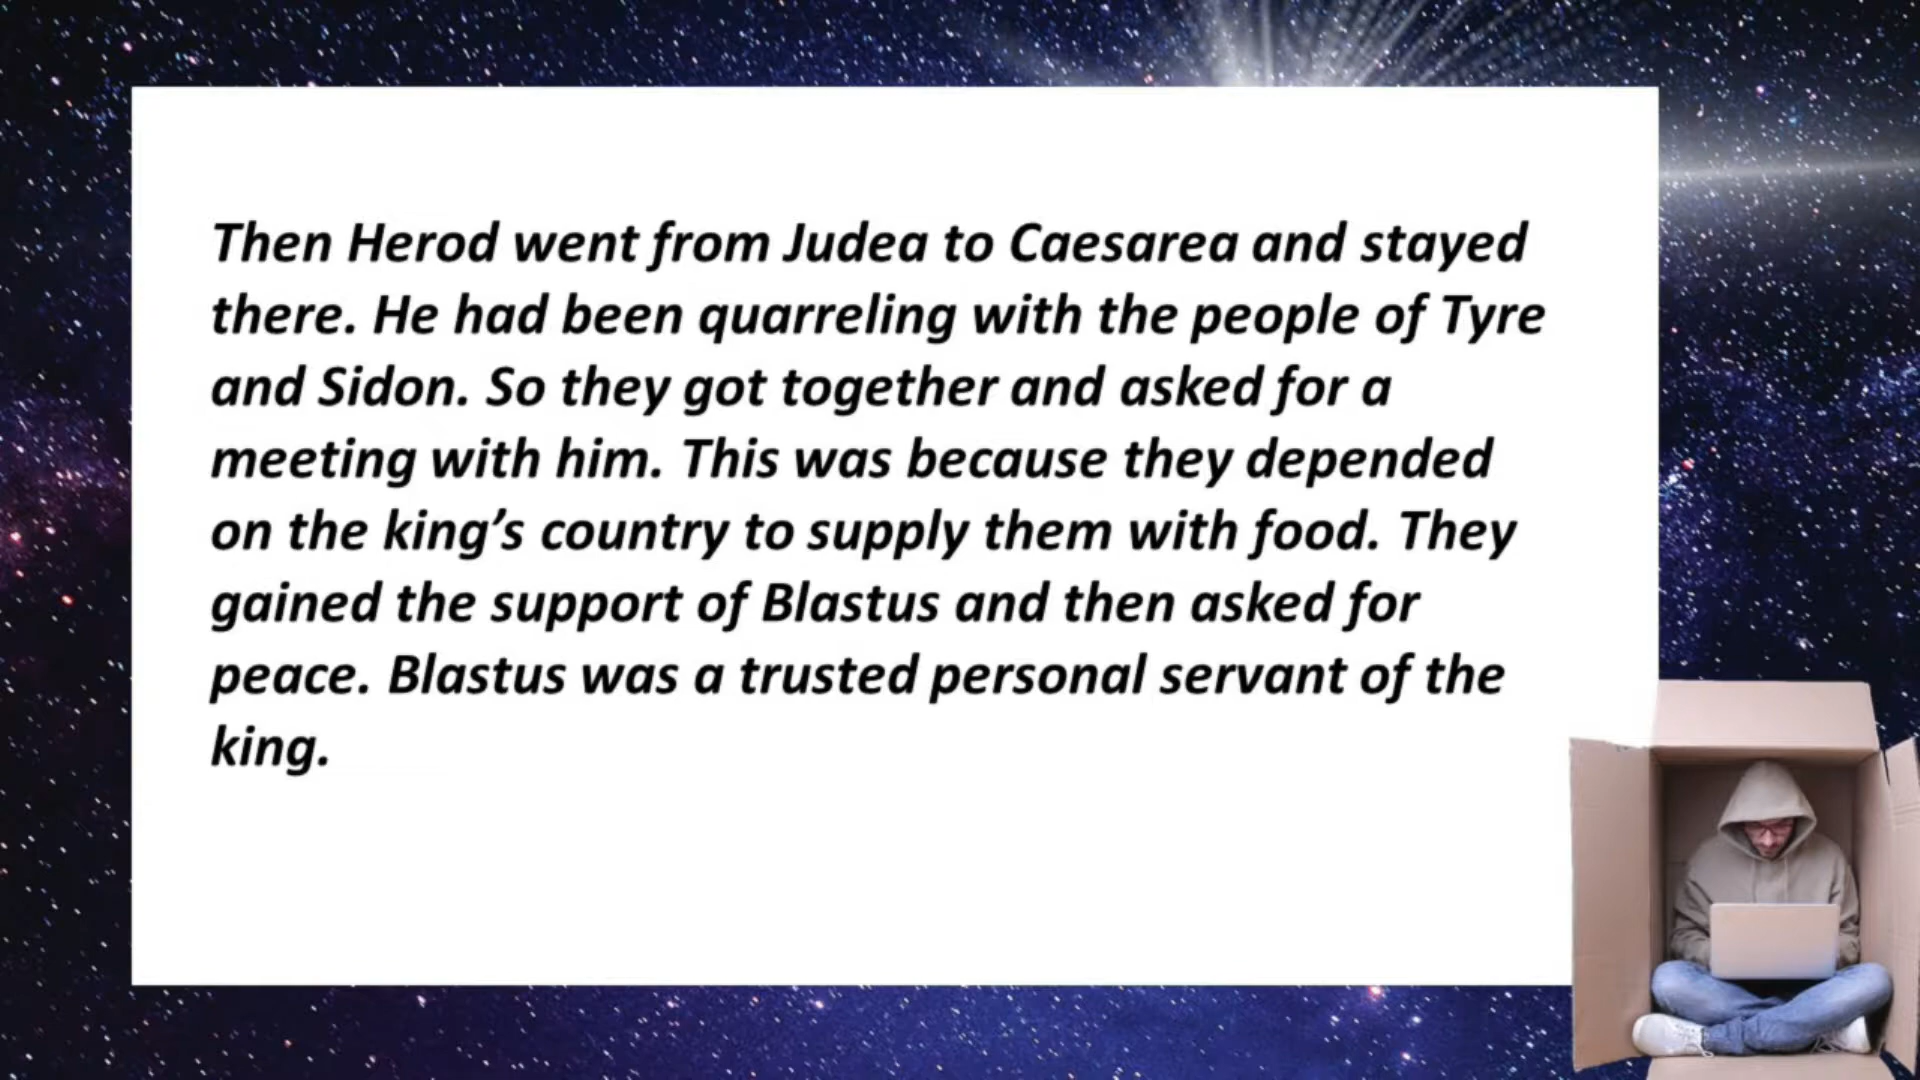 Then Herod went from Judea to Caesarea and stayed
there. He had been quarreling with the people of Tyre
and Sidon. So they got together and asked for a
meeting with him. This was because they depended
on the king’s country to supply them with food. They
gained the support of Blastus and then asked for
peace. Blastus was a trusted personal servant of the
king.